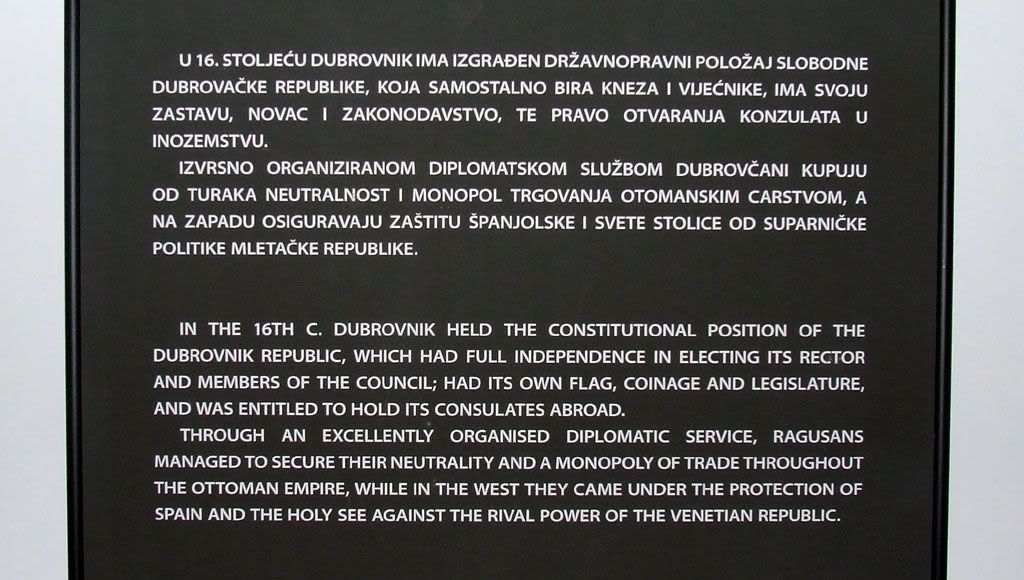 U 16. STOLJEĆU DUBROVNIK IMA IZGRAĐEN DRŽAVNOPRAVNI POLOŽAJ SLOBODNE
DUBROVAČKE REPUBLIKE, KOJA SAMOSTALNO BIRA KNEZA I VIJEĆNIKE, IMA SVOJU
ZASTAVU, NOVAC I ZAKONODAVSTVO, TE PRAVO OTVARANJA KONZULATA U
INOZEMSTVU.
IZVRSNO ORGANIZIRANOM DIPLOMATSKOM SLUŽBOM DUBROVČANI KUPUJU
OD TURAKA NEUTRALNOST I MONOPOL TRGOVANJA OTOMANSKIM CARSTVOM, A
NA ZAPADU OSIGURAVAJU ZAŠTITU ŠPANJOLSKE I SVETE STOLICE OD SUPARNIČKE
POLITIKE MLETAČKE REPUBLIKE.
IN THE 16TH C. DUBROVNIK HELD THE CONSTITUTIONAL POSITION OF THE
DUBROVNIK REPUBLIC, WHICH HAD FULL INDEPENDENCE IN ELECTING ITS RECTOR
AND MEMBERS OF THE COUNCIL; HAD ITS OWN FLAG, COINAGE AND LEGISLATURE,
AND WAS ENTITLED TO HOLD ITS CONSULATES ABROAD.
THROUGH AN EXCELLENTLY ORGANISED DIPLOMATIC SERVICE, RAGUSANS
MANAGED TO SECURE THEIR NEUTRALITY AND A MONOPOLY OF TRADE THROUGHOUT
THE OTTOMAN EMPIRE, WHILE IN THE WEST THEY CAME UNDER THE PROTECTION OF
SPAIN AND THE HOLY SEE AGAINST THE RIVAL POWER OF THE VENETIAN REPUBLIC.